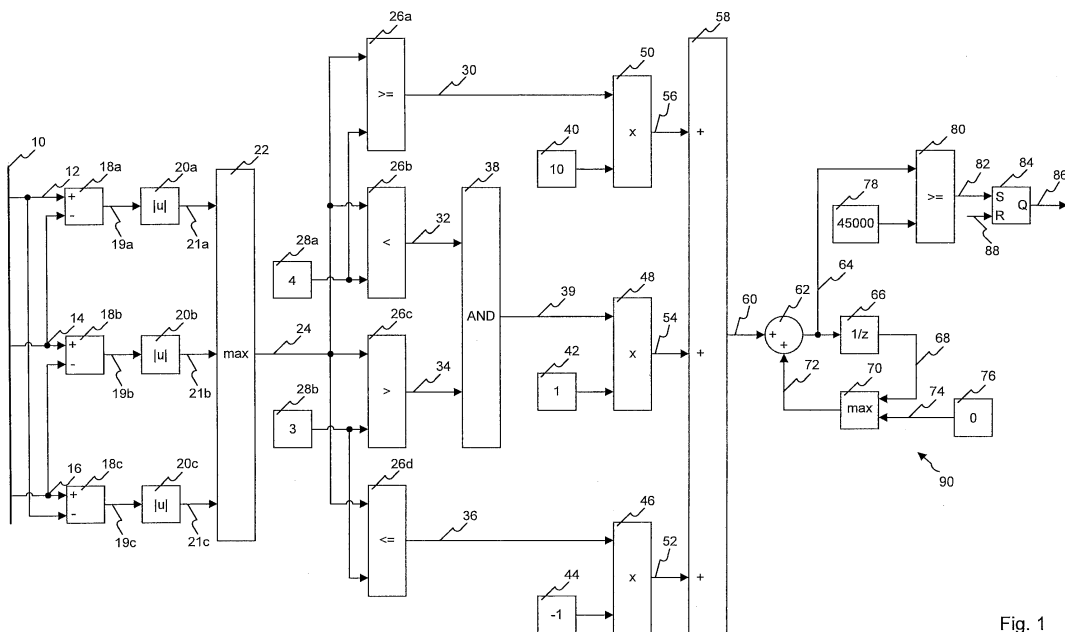 26a
58
10
12
18a
+
-
19a
20a
|u|
21a
22
>=
30
50
x
56
+
40
10
26b
<
32
38
28a
4
14
18b
+
-
19b
20b
|u|
21b
max
24
26c
>
34
AND
39
48
x
54
+
42
1
28b
3
16
18c
+
-
19c
20c
|u|
21c
26d
<=
36
46
x
52
+
44
-1
60
62
+
+
64
66
1/z
68
70
max
72
74
76
0
78
45000
80
>=
82
84
S
R
Q
86
88
90
Fig. 1